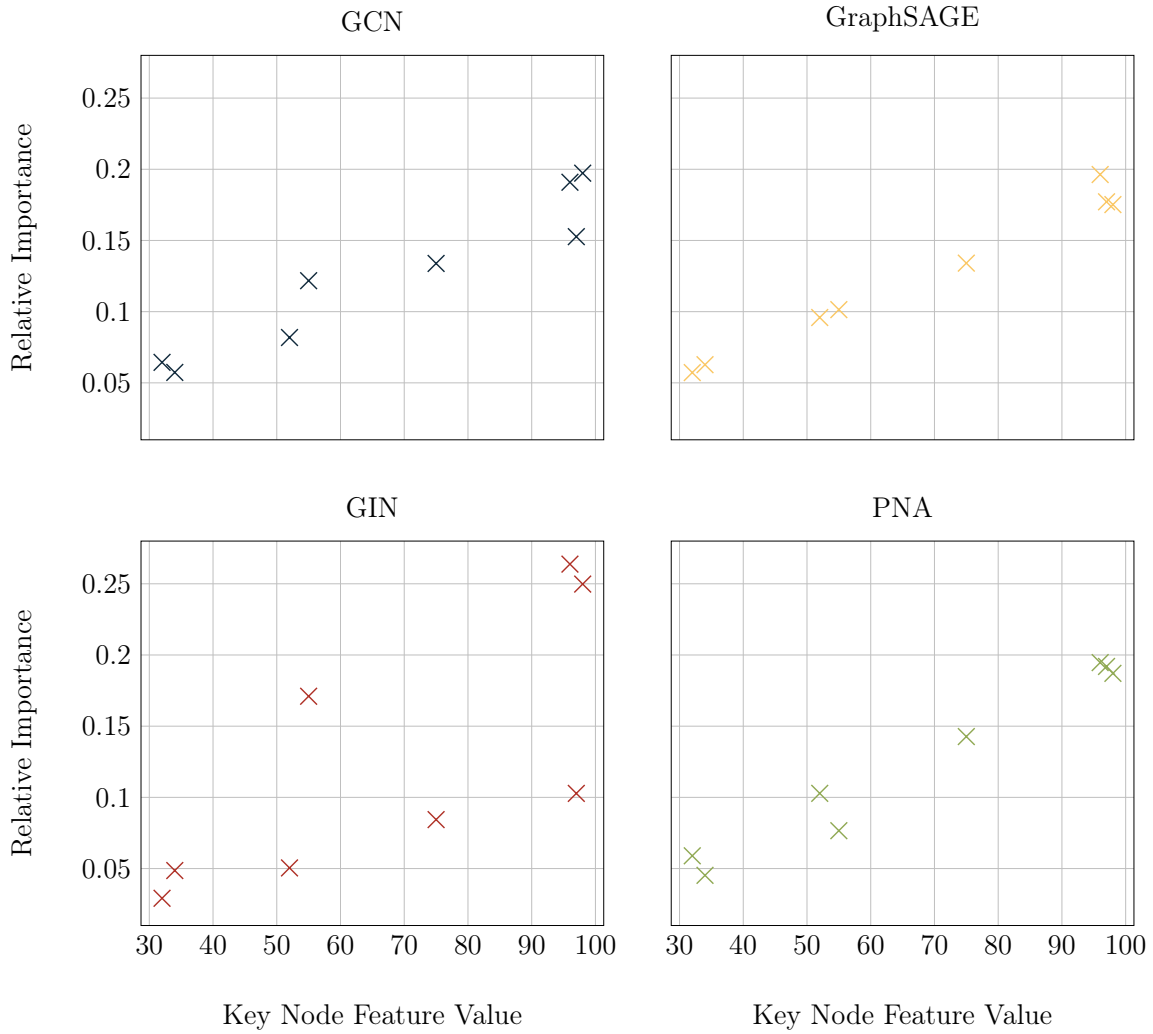 GCN
GraphSAGE
Relative Importance
0.25
0.2
0.15
0.1
0.05
GIN
PNA
Relative Importance
0.25
0.2
0.15
0.1
0.05
30 40 50 60 70 80 90 100
30 40 50 60 70 80 90 100
Key Node Feature Value
Key Node Feature Value